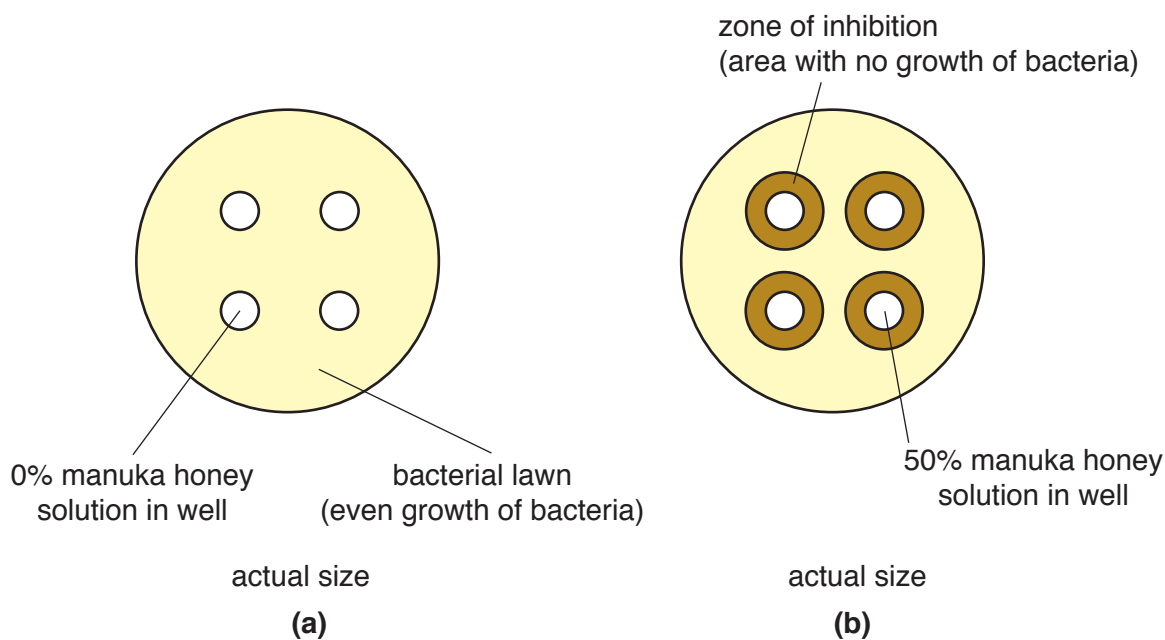 zone of inhibition
(area with no growth of bacteria)
0% manuka honey
solution in well
bacterial lawn
(even growth of bacteria)
50% manuka honey
solution in well
actual size
actual size
(a)
(b)